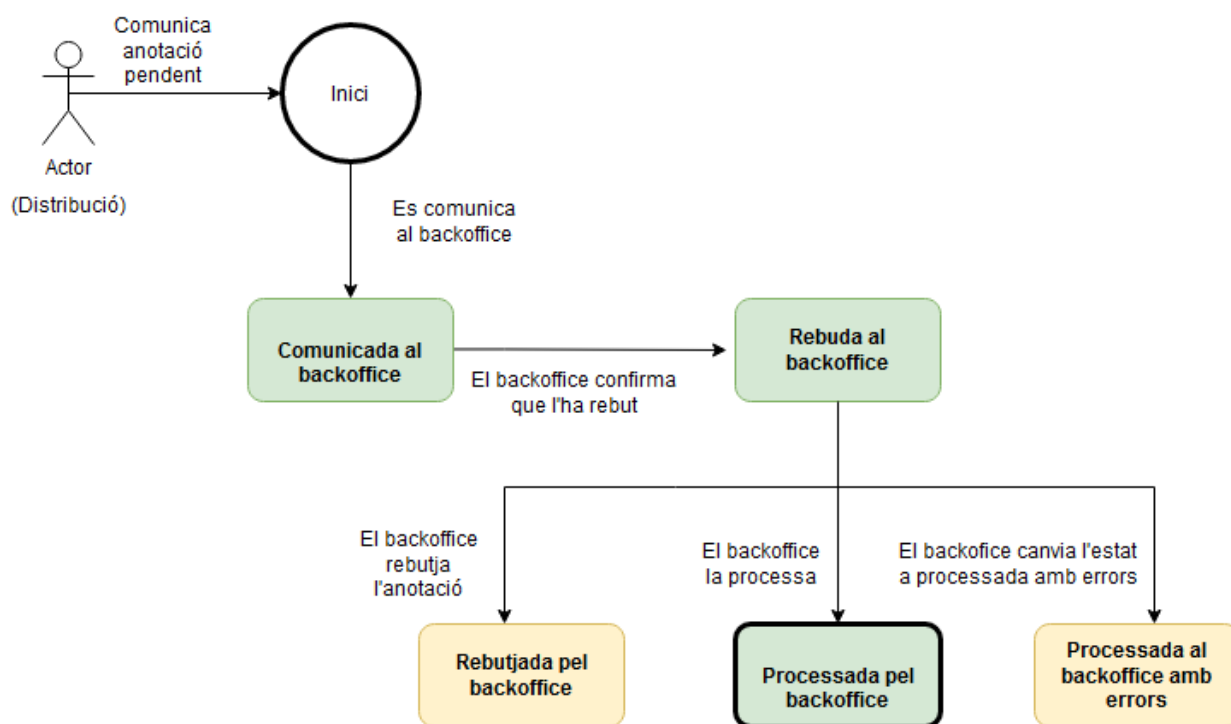 Comunica
anotació
pendent
Inici
Actor
(Distribució)
Es comunica
al backoffice
Comunicada al
backoffice
El backoffice confirma
que l'ha rebut
Rebuda al
backoffice
El backoffice
rebutja
l'anotació
El backoffice
la processa
El backofice canvia l'estat
a processada amb errors
Rebutjada pel
backoffice
Processada pel
backoffice
Processada al
backoffice amb
errors